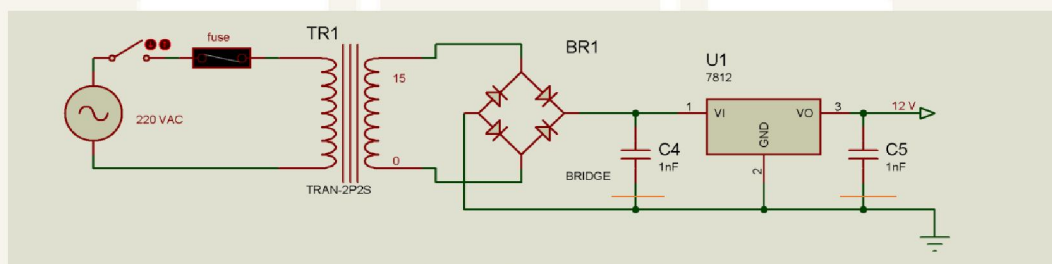 fuse
TR1
BR1
U1
7812
15
220 VAC
1
VI
VO
3
12 V
GND
C4
1nF
C5
1nF
2
0
BRIDGE
TRAN-2P2S